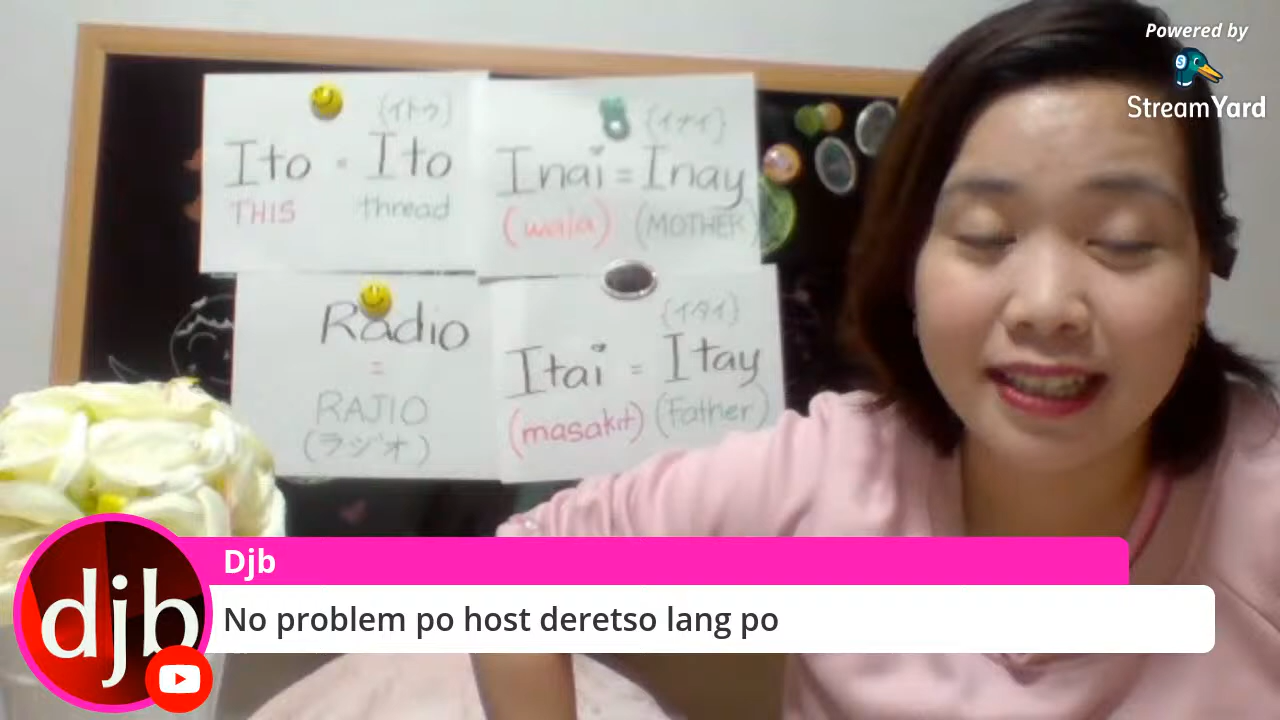 Powered by
StreamYard
(イトゥ)
Ito = Ito
THIS thread
(イナイ)
Inai = Inay
(wala) (MOTHER)
Radio
=
RAJIO
(ラジオ)
(イタイ)
Itai = Itay
(masakit) (Father)
djb
Djb
No problem po host deretso lang po